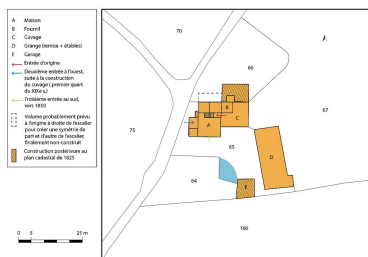 A Maison
B Fournil
C Cuvage
D Grange (remise + étables)
E Garage
Entrée d'origine
Deuxième entrée à l'ouest,
suite à la construction
du cuvage ( premier quart
du XIXe s.)
Troisième entrée au sud,
vers 1850
Volume probablement prévu
à l'origine à droite de l'escalier
pour créer une symétrie de
part et d'autre de l'escalier,
finalement non-construit
Construction postérieure au
plan cadastral de 1825
0 5 25 m
70
66
67
75
B
A
C
65
D
64
E
166